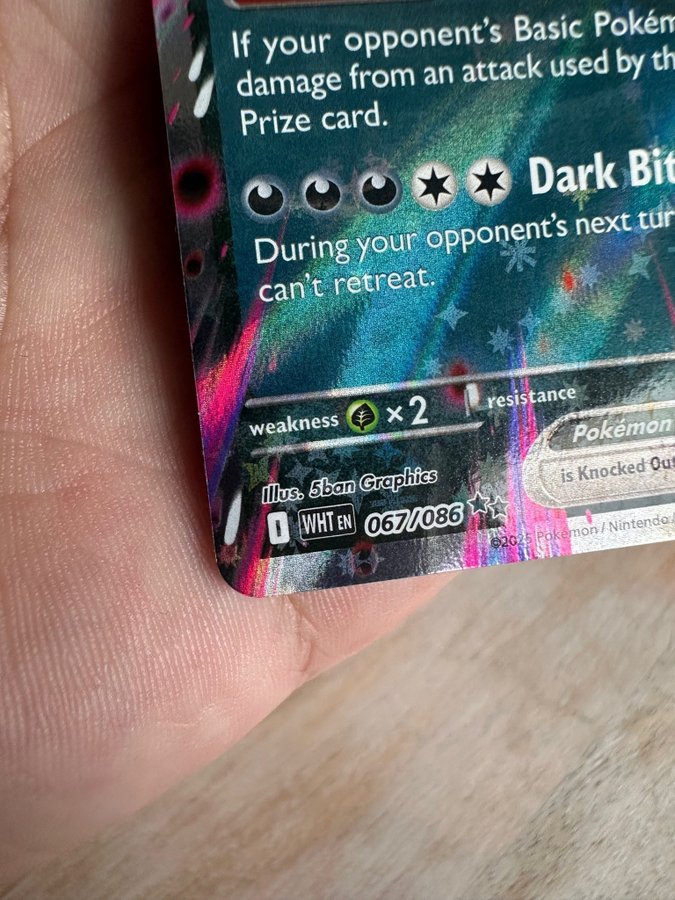 If your opponent's Basic Pokém
damage from an attack used by th
Prize card.
Dark Bit
During your opponent's next tur
can't retreat.
weakness ×2
resistance
Pokémon
is Knocked Out
Illus. 5ban Graphics
I WHT EN 067/086
©2025 Pokémon / Nintendo /